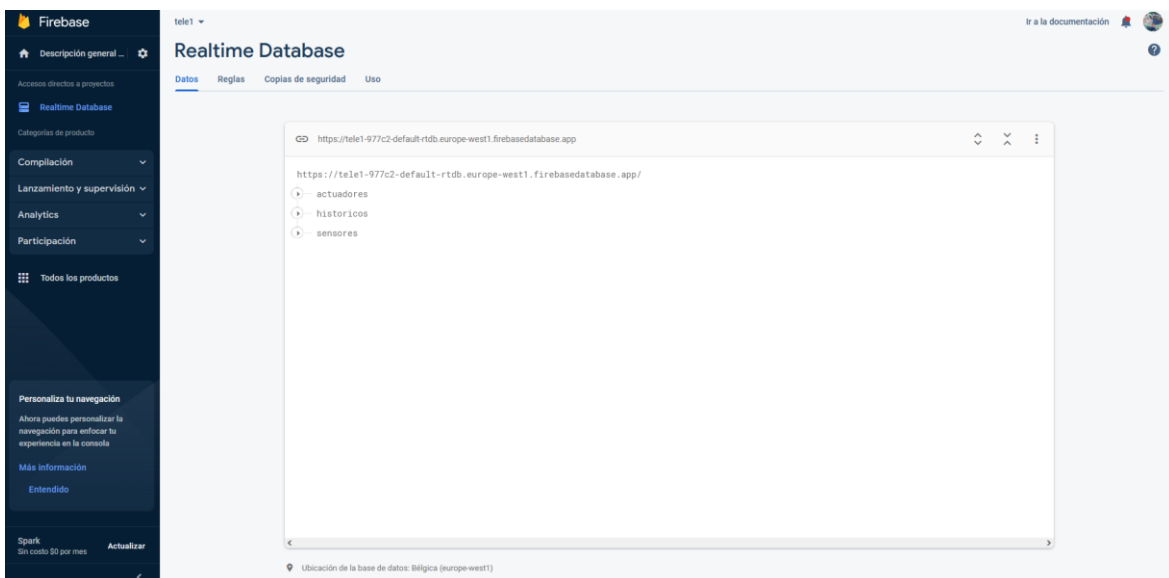 Firebase
Descripción general ...
Accesos directos a proyectos
Realtime Database
Categorías de producto
Compilación
Lanzamiento y supervisión
Analytics
Participación
Todos los productos
Personaliza tu navegación
Ahora puedes personalizar la
navegación para enfocar tu
experiencia en la consola
Más información
Entendido
Spark
Sin costo $0 por mes
Actualizar
tele1
Ir a la documentación
Realtime Database
Datos Reglas Copias de seguridad Uso
https://tele1-977c2-default-rtdb.europe-west1.firebasedatabase.app
https://tele1-977c2-default-rtdb.europe-west1.firebasedatabase.app/
actuadores
historicos
sensores
Ubicación de la base de datos: Bélgica (europe-west1)